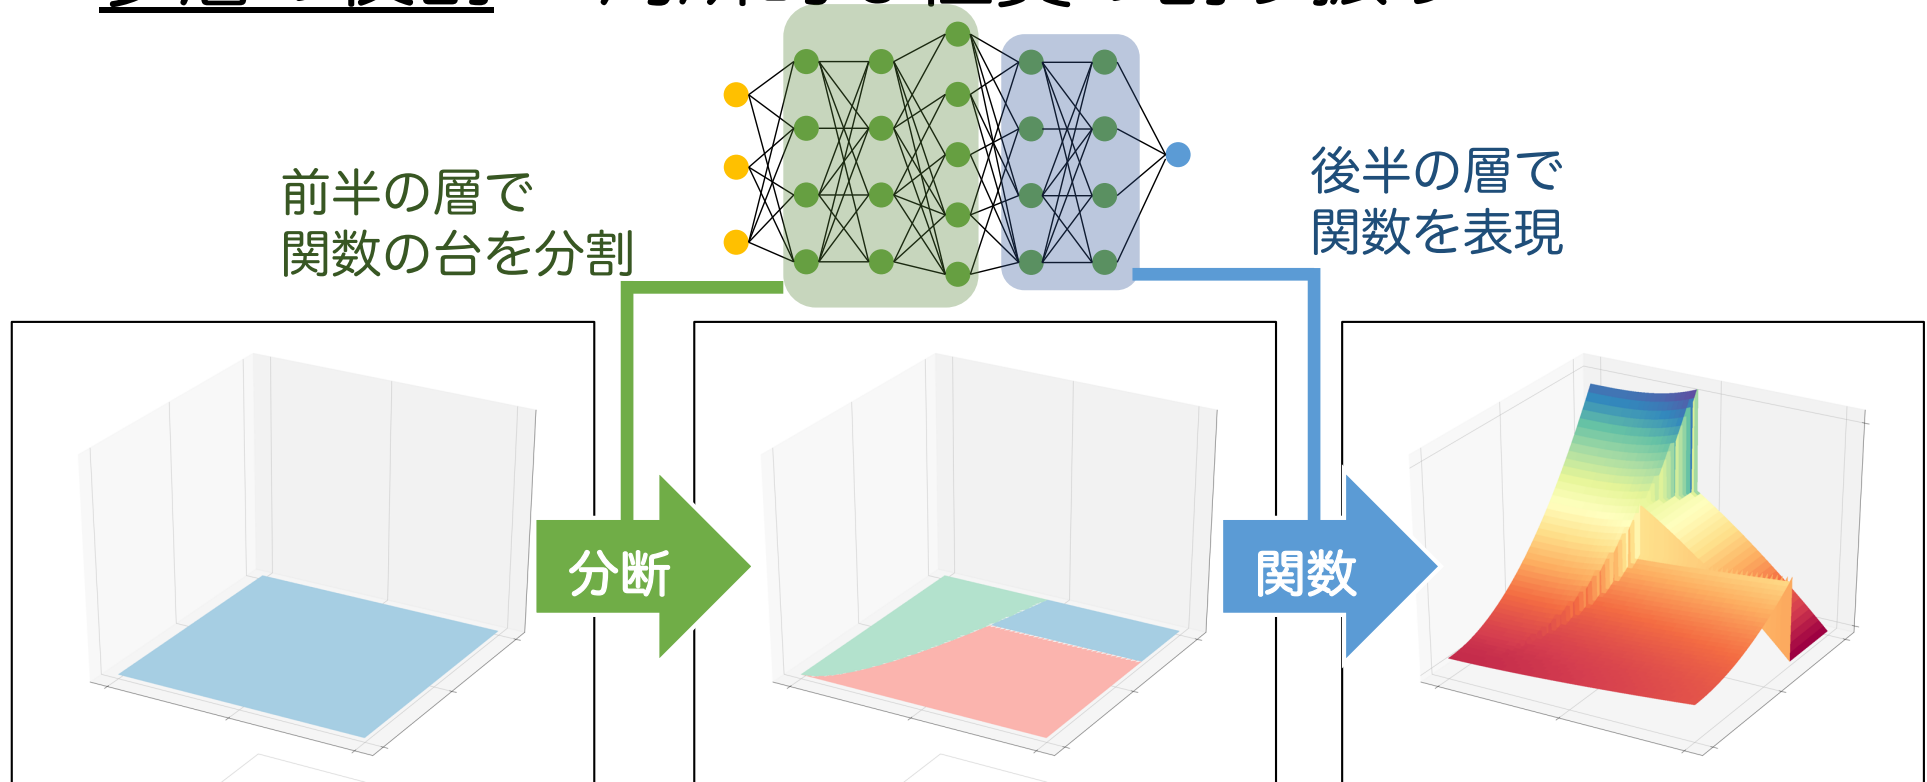 前半の層で
関数の台を分割
後半の層で
関数を表現
分断
関数